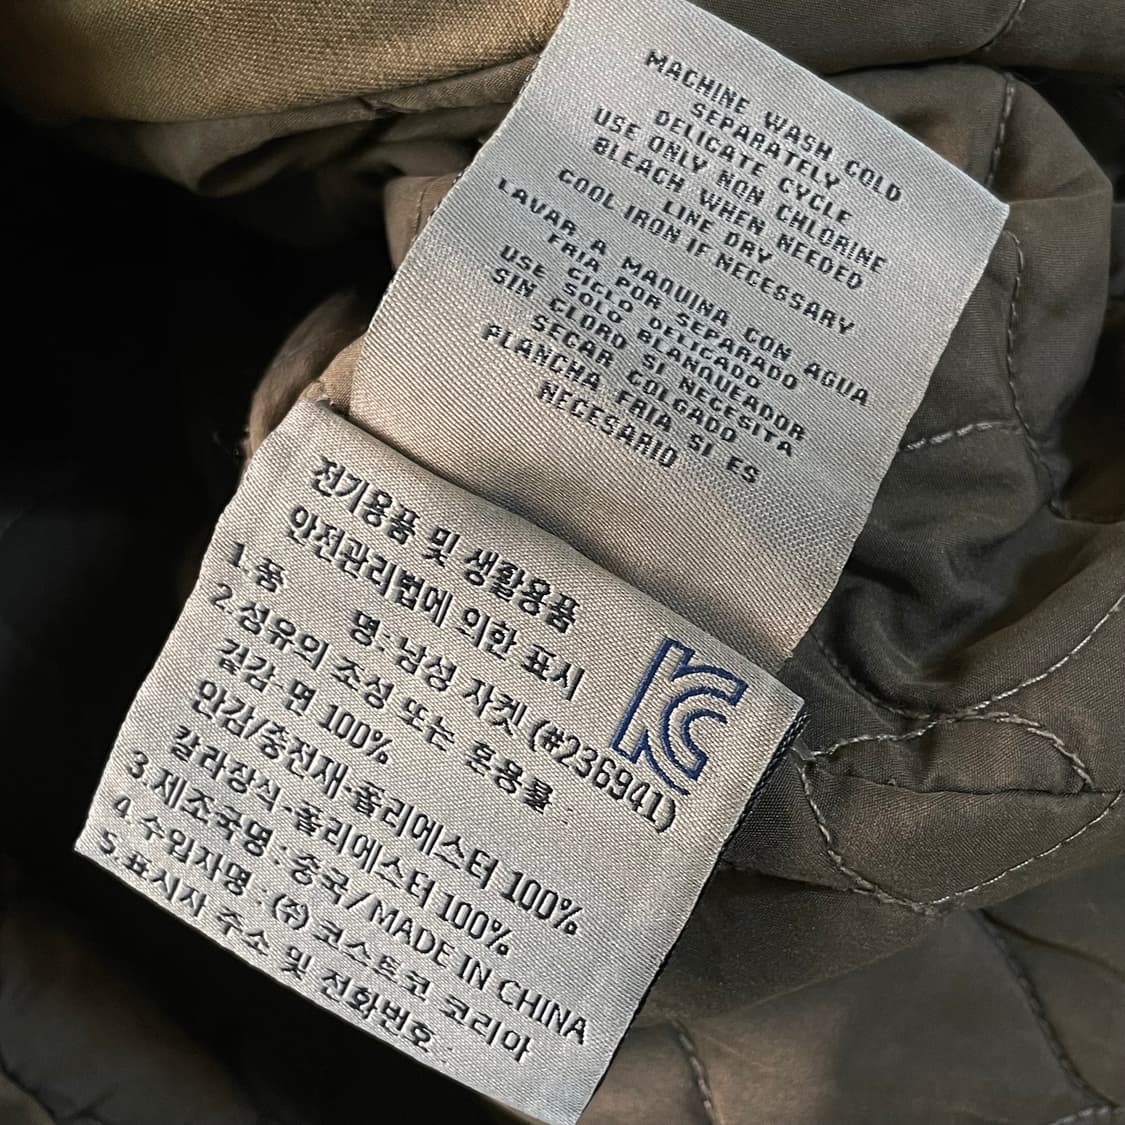 MACHINE WASH COLD
SEPARATELY
DELICATE CYCLE
USE ONLY NON CHLORINE
BLEACH WHEN NEEDED
LINE DRY
COOL IRON IF NECESSARY
LAVAR A MAQUINA CON AGUA
FRIA POR SEPARADO
USE CICLO DELICADO
SOLO BLANQUEADOR
SIN CLORO SI NECESITA
SECAR COLGADO
PLANCHA FRIA SI ES
NECESARIO
전기용품 및 생활용품
안전관리법에 의한 표시
1.품 명: 남성 자켓 (#236941)
2.섬유의 조성 또는 혼용률 :
겉감-면 100%
안감/충전재-폴리에스터 100%
칼라장식-폴리에스터 100%
3.제조국명 : 중국/MADE IN CHINA
4.수입자명 : (주) 코스트코 코리아
5.표시자 주소 및 전화번호 :
KC